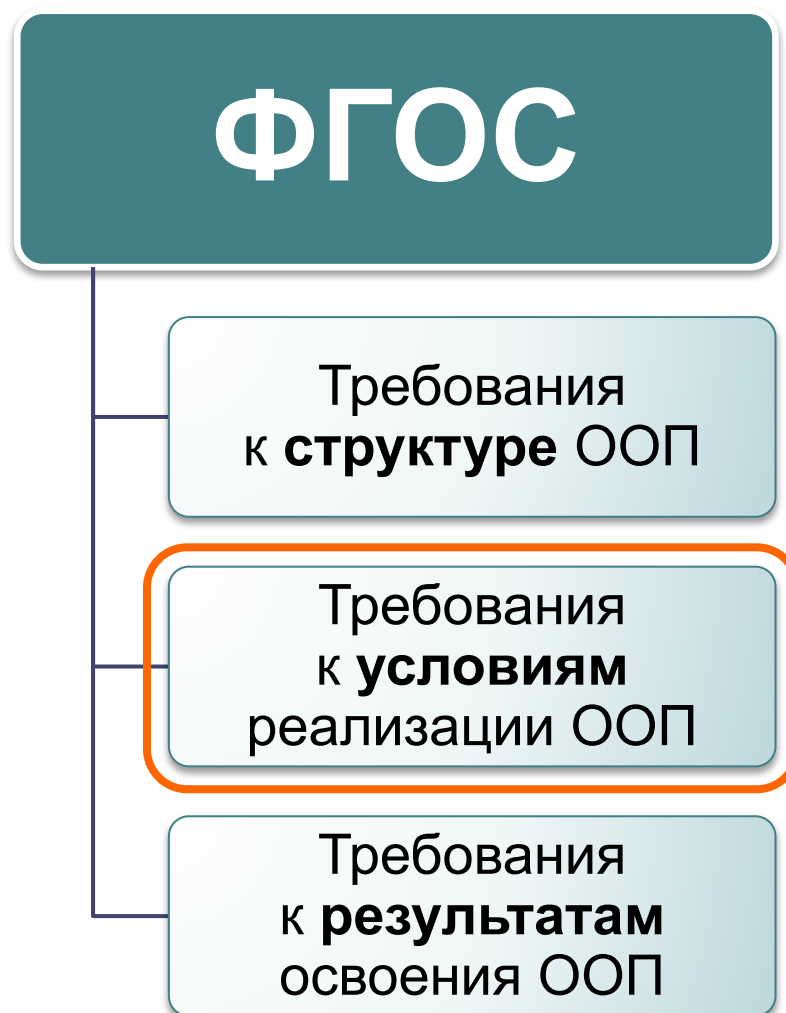 ФГОС
Требования
к структуре ООП
Требования
к условиям
реализации ООП
Требования
к результатам
освоения ООП